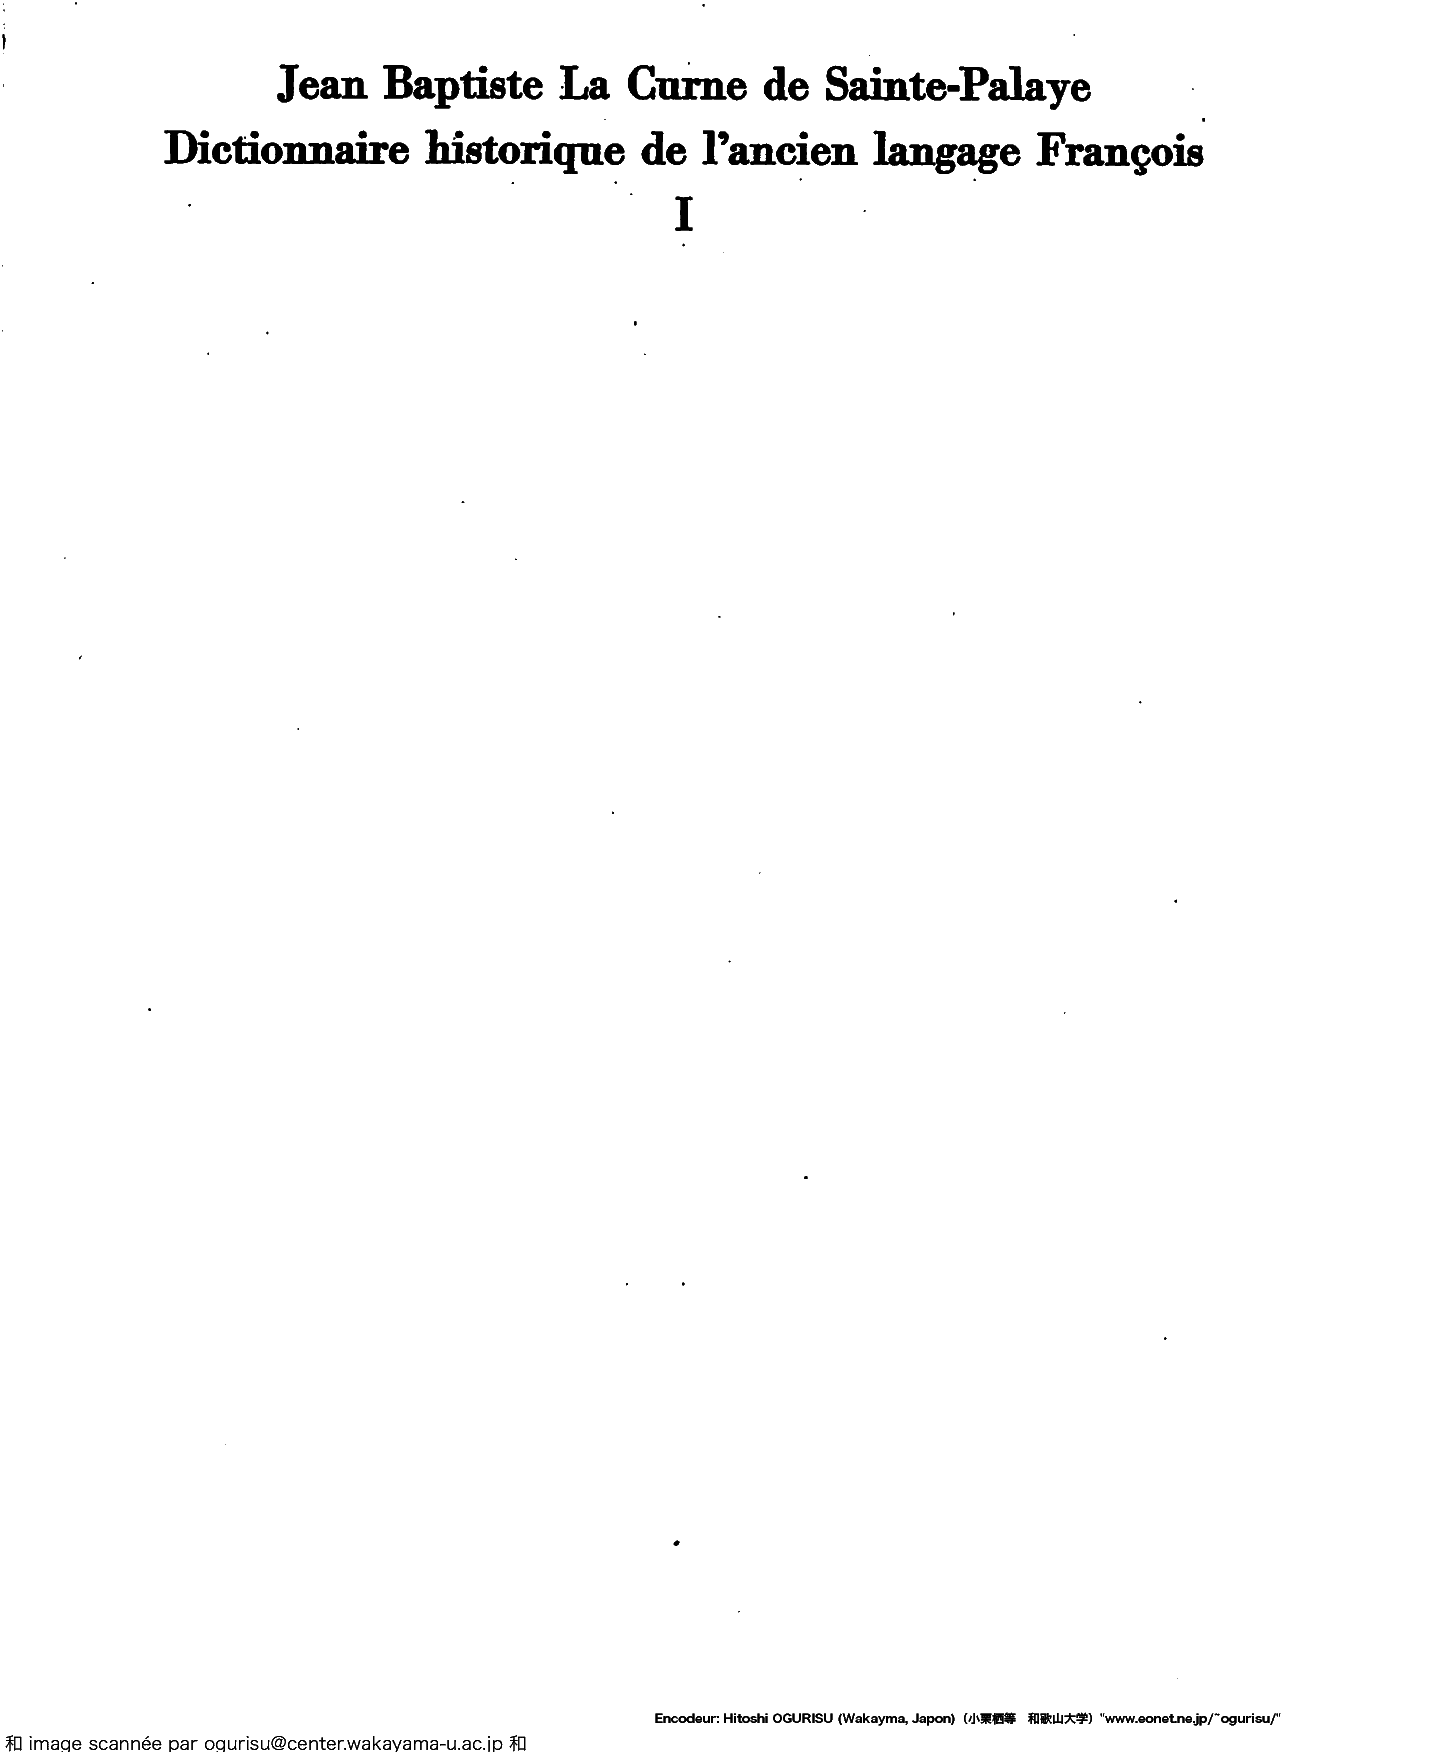 Jean Baptiste La Curne de Sainte-Palaye
Dictionnaire historique de l'ancien langage François
I
Encodeur: Hitoshi OGURISU (Wakayma, Japon) (小栗栖等 和歌山大学) "www.eonet.ne.jp/~ogurisu/"
和 image scannée par ogurisu@center.wakayama-u.ac.jp 和